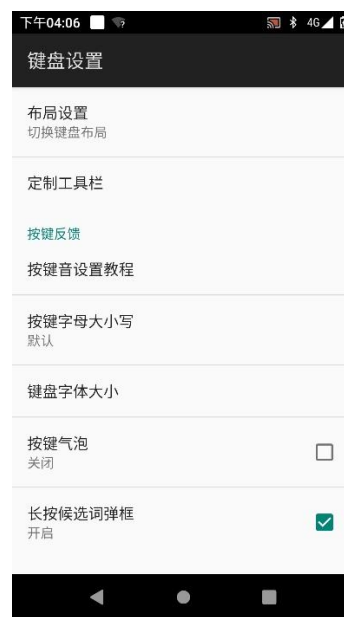 下午04:06 4G
键盘设置
布局设置
切换键盘布局
定制工具栏
按键反馈
按键音设置教程
按键字母大小写
默认
键盘字体大小
按键气泡
关闭
长按候选词弹框
开启